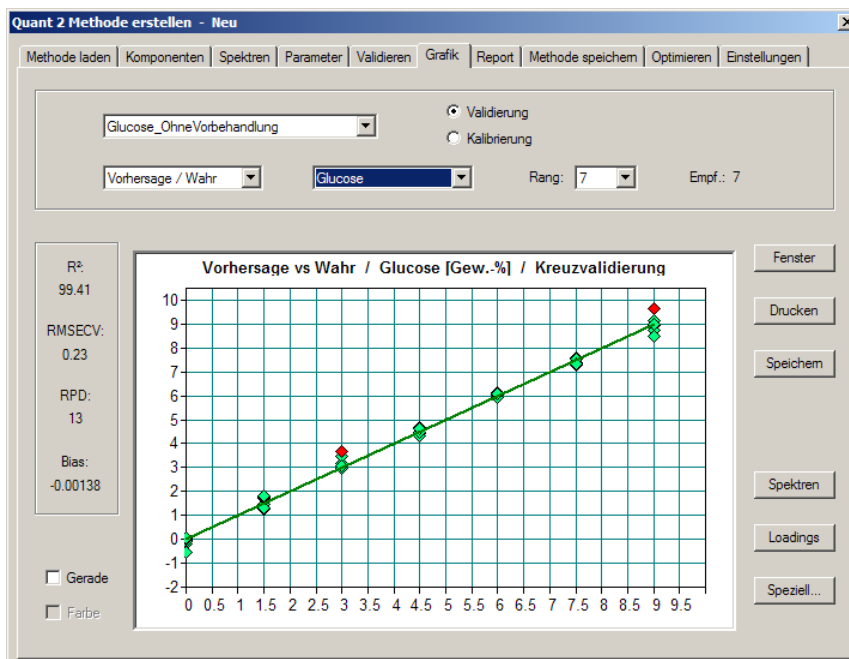 Quant 2 Methode erstellen - Neu
Methode laden Komponenten Spektren Parameter Validieren Grafik Report Methode speichern Optimieren Einstellungen
Glucose_OhneVorbehandlung
Validierung
Kalibrierung
Vorhersage / Wahr
Glucose
Rang: 7
Empf.: 7
R²:
99.41
RMSECV:
0.23
RPD:
13
Bias:
-0.00138
Gerade
Farbe
Vorhersage vs Wahr / Glucose [Gew.-%] / Kreuzvalidierung
10
9
8
7
6
5
4
3
2
1
0
-1
-2
0 0.5 1 1.5 2 2.5 3 3.5 4 4.5 5 5.5 6 6.5 7 7.5 8 8.5 9 9.5
Fenster
Drucken
Speichern
Spektren
Loadings
Speziell...